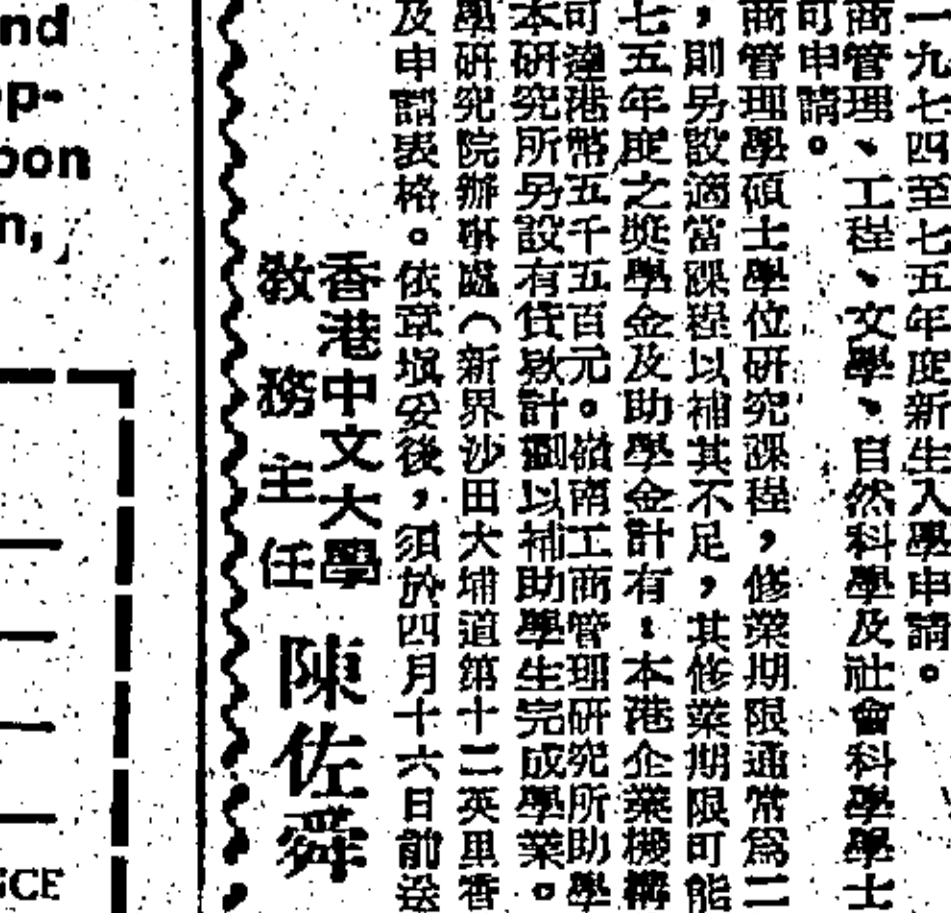 一九七四至七五年度新生入學申請。
商管理、工程、文學、自然科學及社會科學學士
可申請。
商管理學碩士學位研究課程，修業期限通常爲二
，則另設適當課程以補其不足，其修業期限可能
七五年度之獎學金及助學金計有：本港企業機構
可達港幣五千五百元。嶺南工商管理研究所助學
本研究所另設有貸款計劃以補助學生完成學業。
學研究院辦事處（新界沙田大埔道第十二英里香
及申請表格。依章塡妥後，須於四月十六日前送
香港中文大學
敎務主任
陳佐舜
nd
p-
pon
n,
GCE